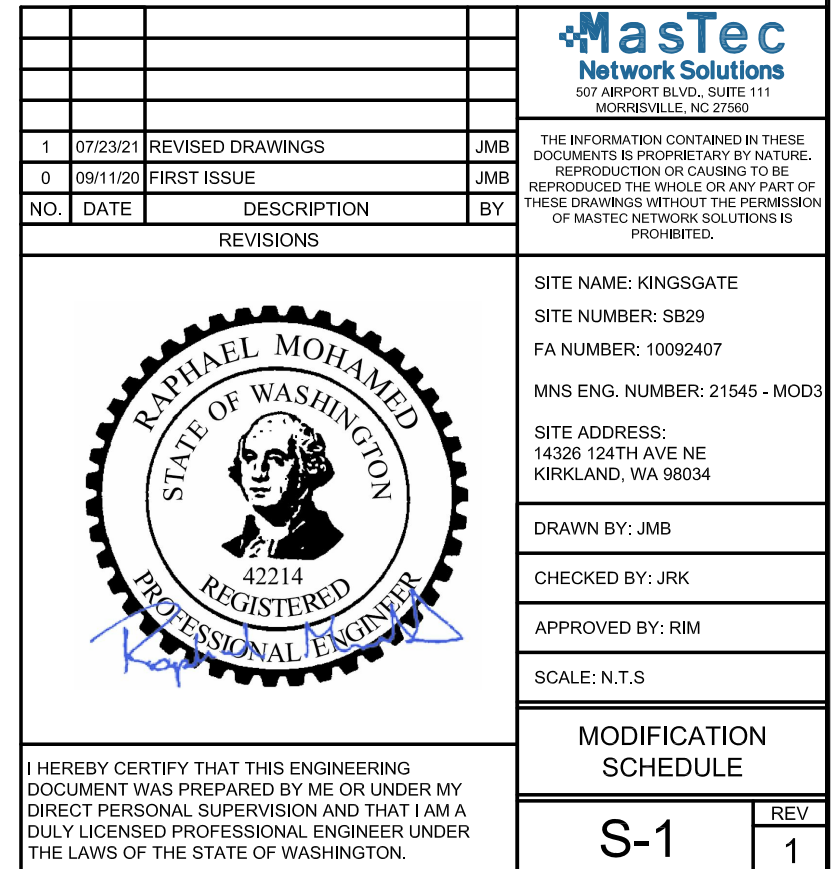 1 07/23/21 REVISED DRAWINGS JMB
0 09/11/20 FIRST ISSUE JMB
NO. DATE DESCRIPTION BY
REVISIONS
RAPHAEL MOHAMED
STATE OF WASHINGTON
42214
REGISTERED
PROFESSIONAL ENGINEER
I HEREBY CERTIFY THAT THIS ENGINEERING
DOCUMENT WAS PREPARED BY ME OR UNDER MY
DIRECT PERSONAL SUPERVISION AND THAT I AM A
DULY LICENSED PROFESSIONAL ENGINEER UNDER
THE LAWS OF THE STATE OF WASHINGTON.
MasTec
Network Solutions
507 AIRPORT BLVD., SUITE 111
MORRISVILLE, NC 27560
THE INFORMATION CONTAINED IN THESE
DOCUMENTS IS PROPRIETARY BY NATURE.
REPRODUCTION OR CAUSING TO BE
REPRODUCED THE WHOLE OR ANY PART OF
THESE DRAWINGS WITHOUT THE PERMISSION
OF MASTEC NETWORK SOLUTIONS IS
PROHIBITED.
SITE NAME: KINGSGATE
SITE NUMBER: SB29
FA NUMBER: 10092407
MNS ENG. NUMBER: 21545 - MOD3
SITE ADDRESS:
14326 124TH AVE NE
KIRKLAND, WA 98034
DRAWN BY: JMB
CHECKED BY: JRK
APPROVED BY: RIM
SCALE: N.T.S
MODIFICATION
SCHEDULE
S-1
REV
1